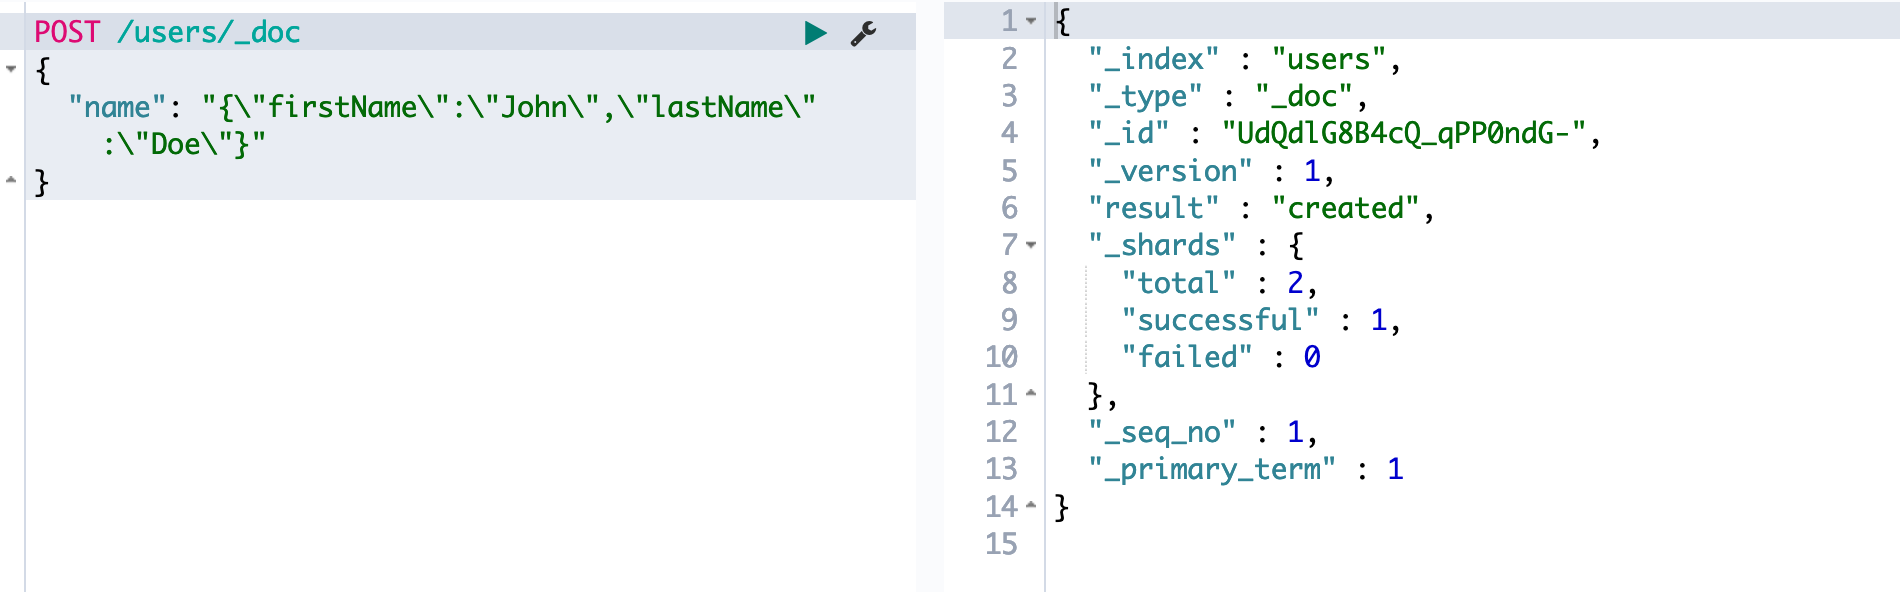 POST /users/_doc
{
"name": "{\"firstName\":\"John\",\"lastName\"
:\"Doe\"}"
}
1 {
2 "_index" : "users",
3 "_type" : "_doc",
4 "_id" : "UdQdlG8B4cQ_qPP0ndG-",
5 "_version" : 1,
6 "result" : "created",
7 "_shards" : {
8 "total" : 2,
9 "successful" : 1,
10 "failed" : 0
11 },
12 "_seq_no" : 1,
13 "_primary_term" : 1
14 }
15